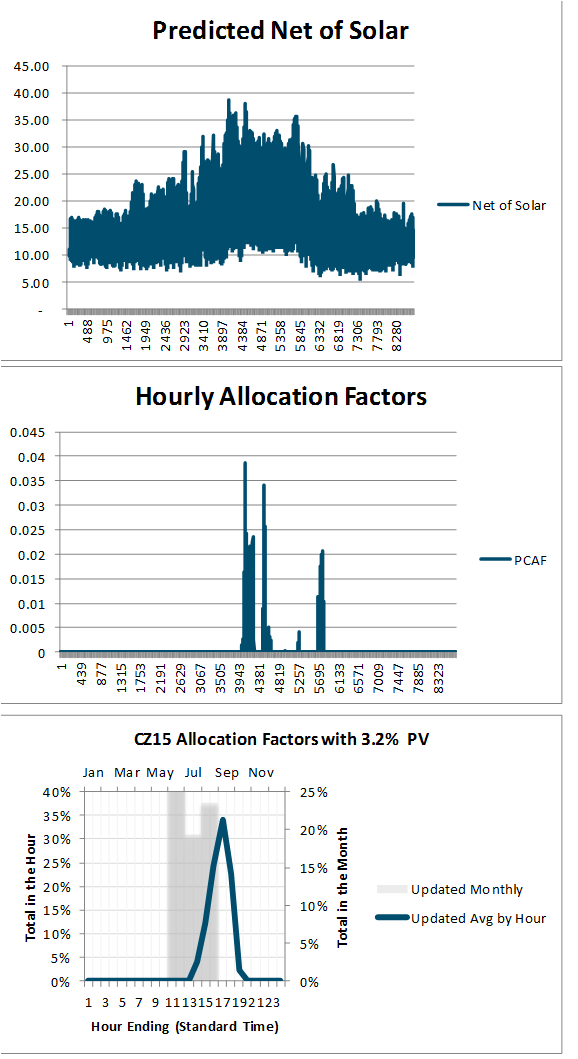 Predicted Net of Solar
45.00
40.00
35.00
30.00
25.00
20.00
15.00
10.00
5.00
-
Net of Solar
1 488 975 1462 1949 2436 2923 3410 3897 4384 4871 5358 5845 6332 6819 7306 7793 8280
Hourly Allocation Factors
0.045
0.04
0.035
0.03
0.025
0.02
0.015
0.01
0.005
0
PCAF
1 439 877 1315 1753 2191 2629 3067 3505 3943 4381 4819 5257 5695 6133 6571 7009 7447 7885 8323
CZ15 Allocation Factors with 3.2% PV
Jan Mar May Jul Sep Nov
40%
35%
30%
25%
20%
15%
10%
5%
0%
Total in the Hour
25%
20%
15%
10%
5%
0%
Total in the Month
Updated Monthly
Updated Avg by Hour
1 3 5 7 9 11 13 15 17 19 21 23
Hour Ending (Standard Time)